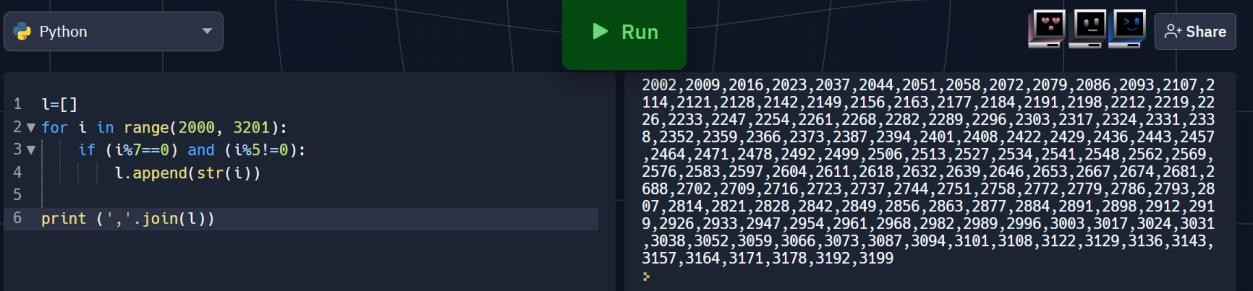 Python
Run
Share
1 l=[]
2 for i in range(2000, 3201):
3 if (i%7==0) and (i%5!=0):
4 l.append(str(i))
5
6 print (','.join(l))
2002,2009,2016,2023,2037,2044,2051,2058,2072,2079,2086,2093,2107,2
114,2121,2128,2142,2149,2156,2163,2177,2184,2191,2198,2212,2219,22
26,2233,2247,2254,2261,2268,2282,2289,2296,2303,2317,2324,2331,233
8,2352,2359,2366,2373,2387,2394,2401,2408,2422,2429,2436,2443,2457
,2464,2471,2478,2492,2499,2506,2513,2527,2534,2541,2548,2562,2569,
2576,2583,2597,2604,2611,2618,2632,2639,2646,2653,2667,2674,2681,2
688,2702,2709,2716,2723,2737,2744,2751,2758,2772,2779,2786,2793,28
07,2814,2821,2828,2842,2849,2856,2863,2877,2884,2891,2898,2912,291
9,2926,2933,2947,2954,2961,2968,2982,2989,2996,3003,3017,3024,3031
,3038,3052,3059,3066,3073,3087,3094,3101,3108,3122,3129,3136,3143,
3157,3164,3171,3178,3192,3199